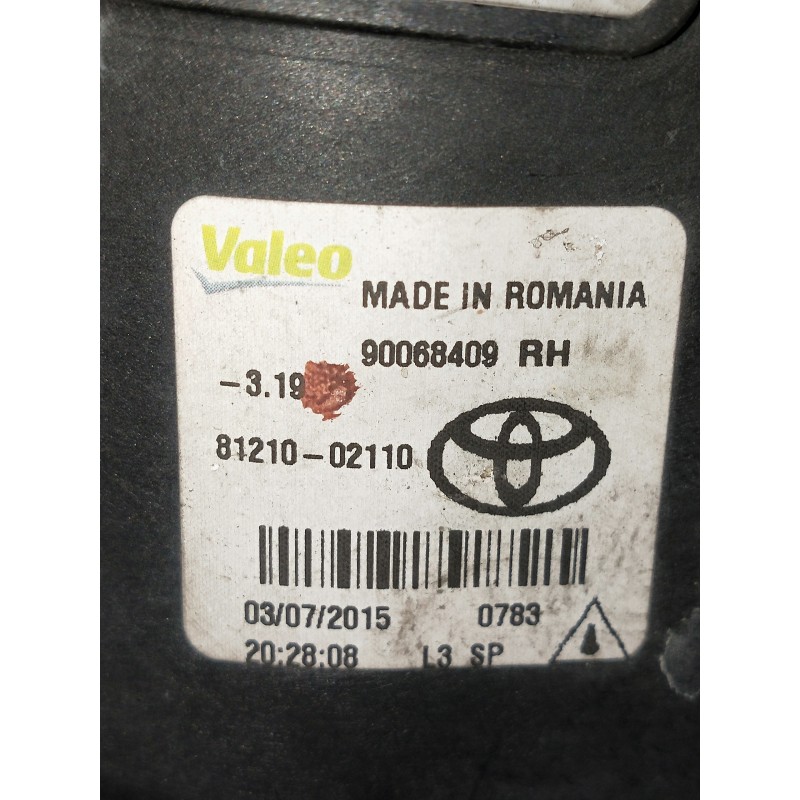 Valeo
MADE IN ROMANIA
90068409 RH
-3.19
81210-02110
03/07/2015 0783
20:28:08 L3 SP